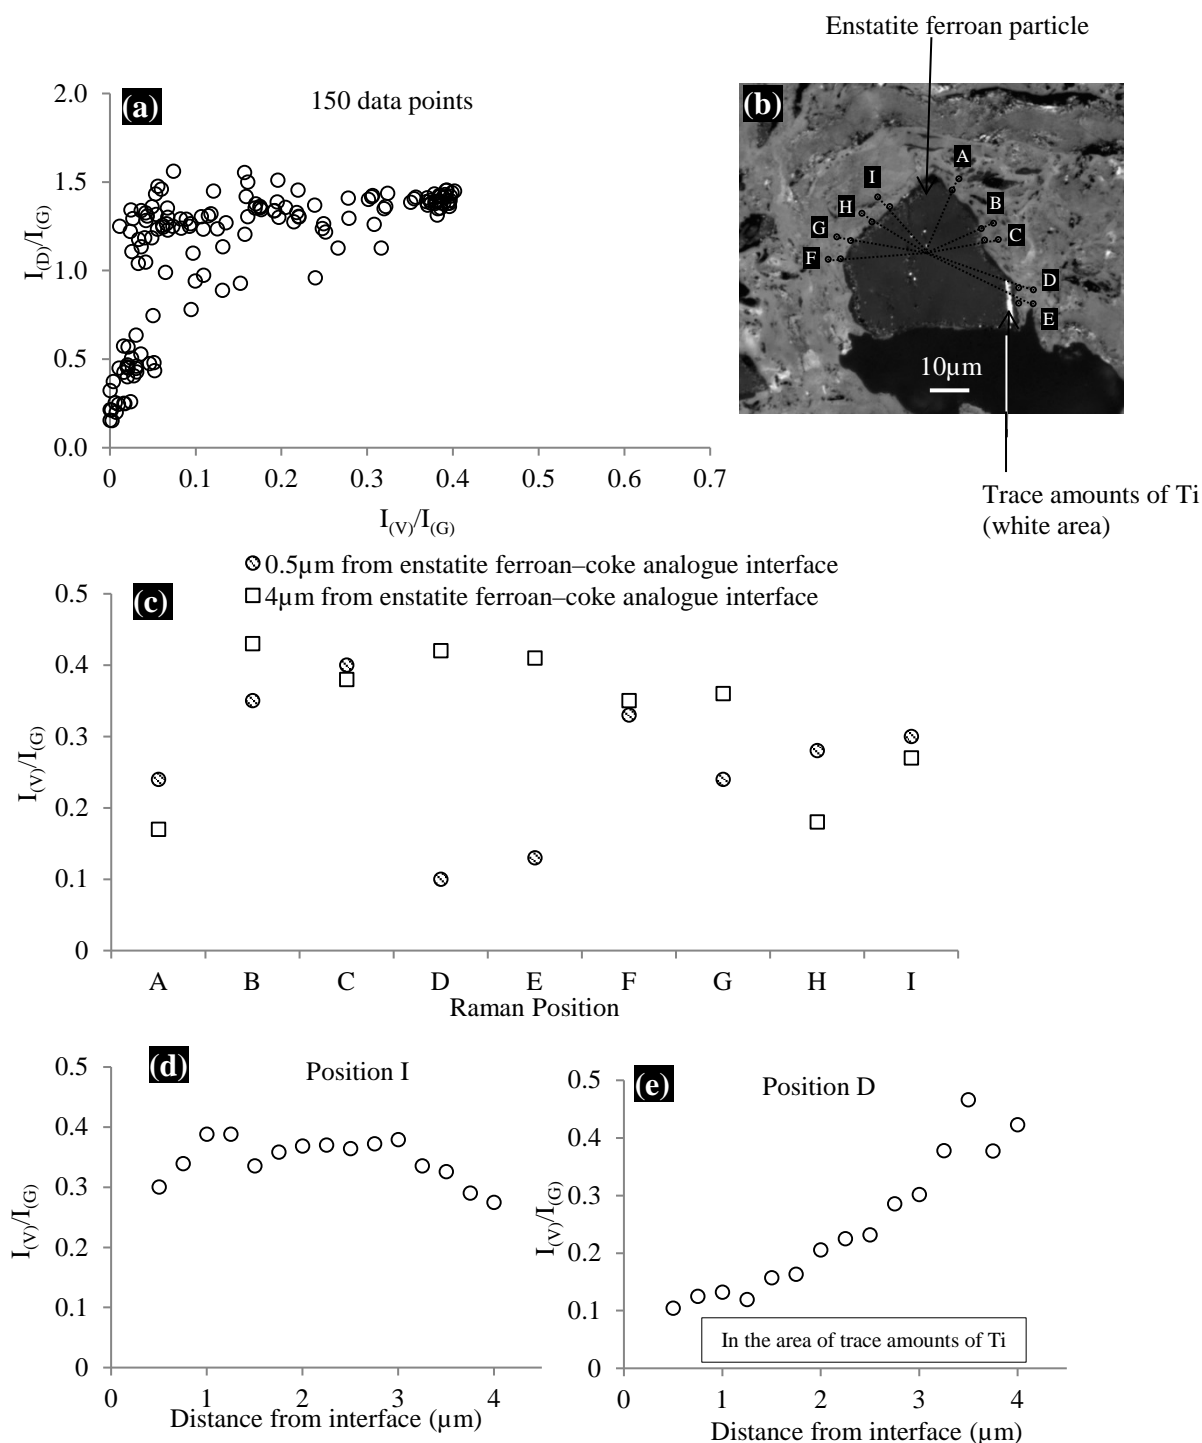 Enstatite ferroan particle
(a)
150 data points
2.0
1.5
1.0
0.5
0.0
I(D)/I(G)
0 0.1 0.2 0.3 0.4 0.5 0.6 0.7
I(V)/I(G)
(b)
A
I
B
H
C
G
F
D
E
10µm
Trace amounts of Ti
(white area)
0.5µm from enstatite ferroan–coke analogue interface
4µm from enstatite ferroan–coke analogue interface
(c)
0.5
0.4
0.3
0.2
0.1
0
I(V)/I(G)
A B C D E F G H I
Raman Position
(d)
Position I
0.5
0.4
0.3
0.2
0.1
0
I(V)/I(G)
0 1 2 3 4
Distance from interface (µm)
(e)
Position D
0.5
0.4
0.3
0.2
0.1
0
I(V)/I(G)
In the area of trace amounts of Ti
0 1 2 3 4
Distance from interface (µm)